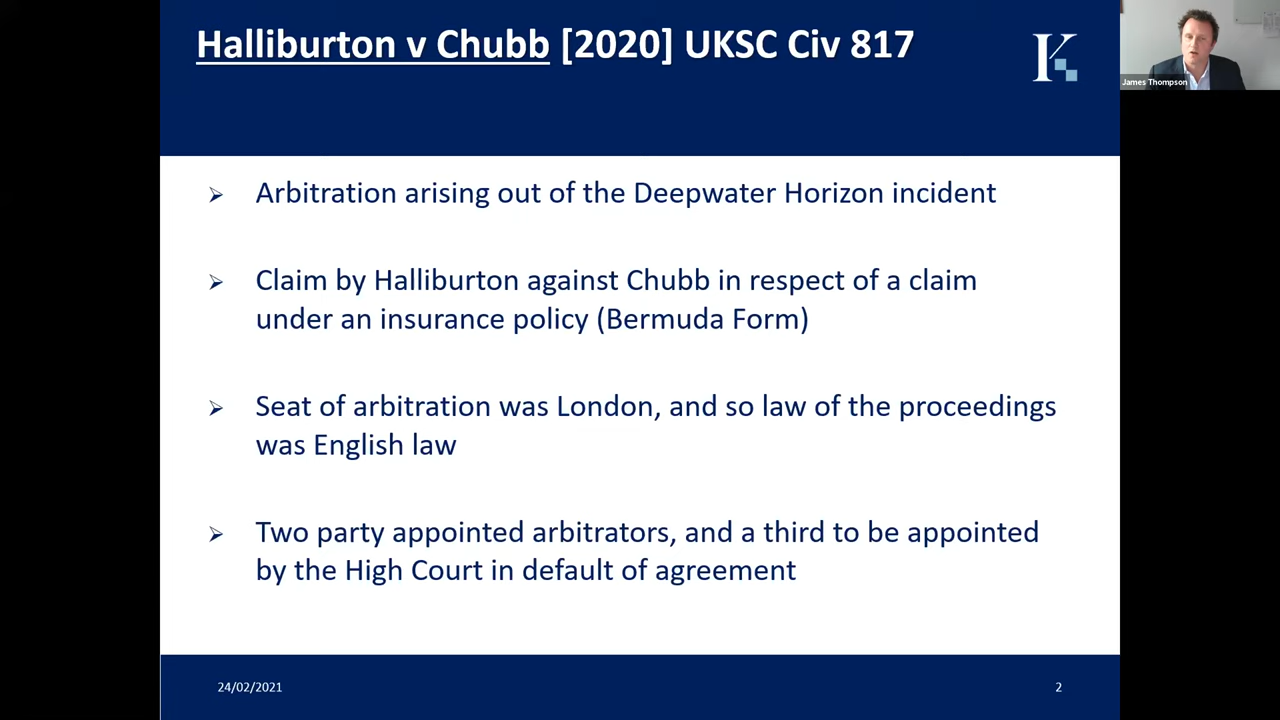 Halliburton v Chubb [2020] UKSC Civ 817
K
James Thompson
➢ Arbitration arising out of the Deepwater Horizon incident
➢ Claim by Halliburton against Chubb in respect of a claim
under an insurance policy (Bermuda Form)
➢ Seat of arbitration was London, and so law of the proceedings
was English law
➢ Two party appointed arbitrators, and a third to be appointed
by the High Court in default of agreement
24/02/2021
2